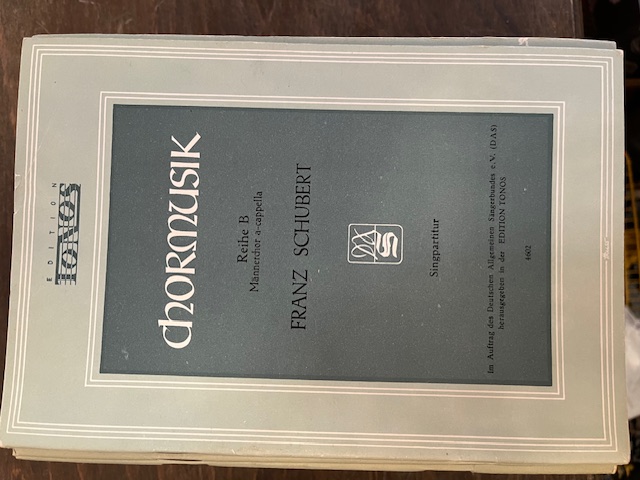 EDITION
TONOS
CHORMUSIK
Reihe B
Männerchor a-cappella
FRANZ SCHUBERT
Singpartitur
Im Auftrag des Deutschen Allgemeinen Sängerbundes e.V. (DAS)
herausgegeben in der EDITION TONOS